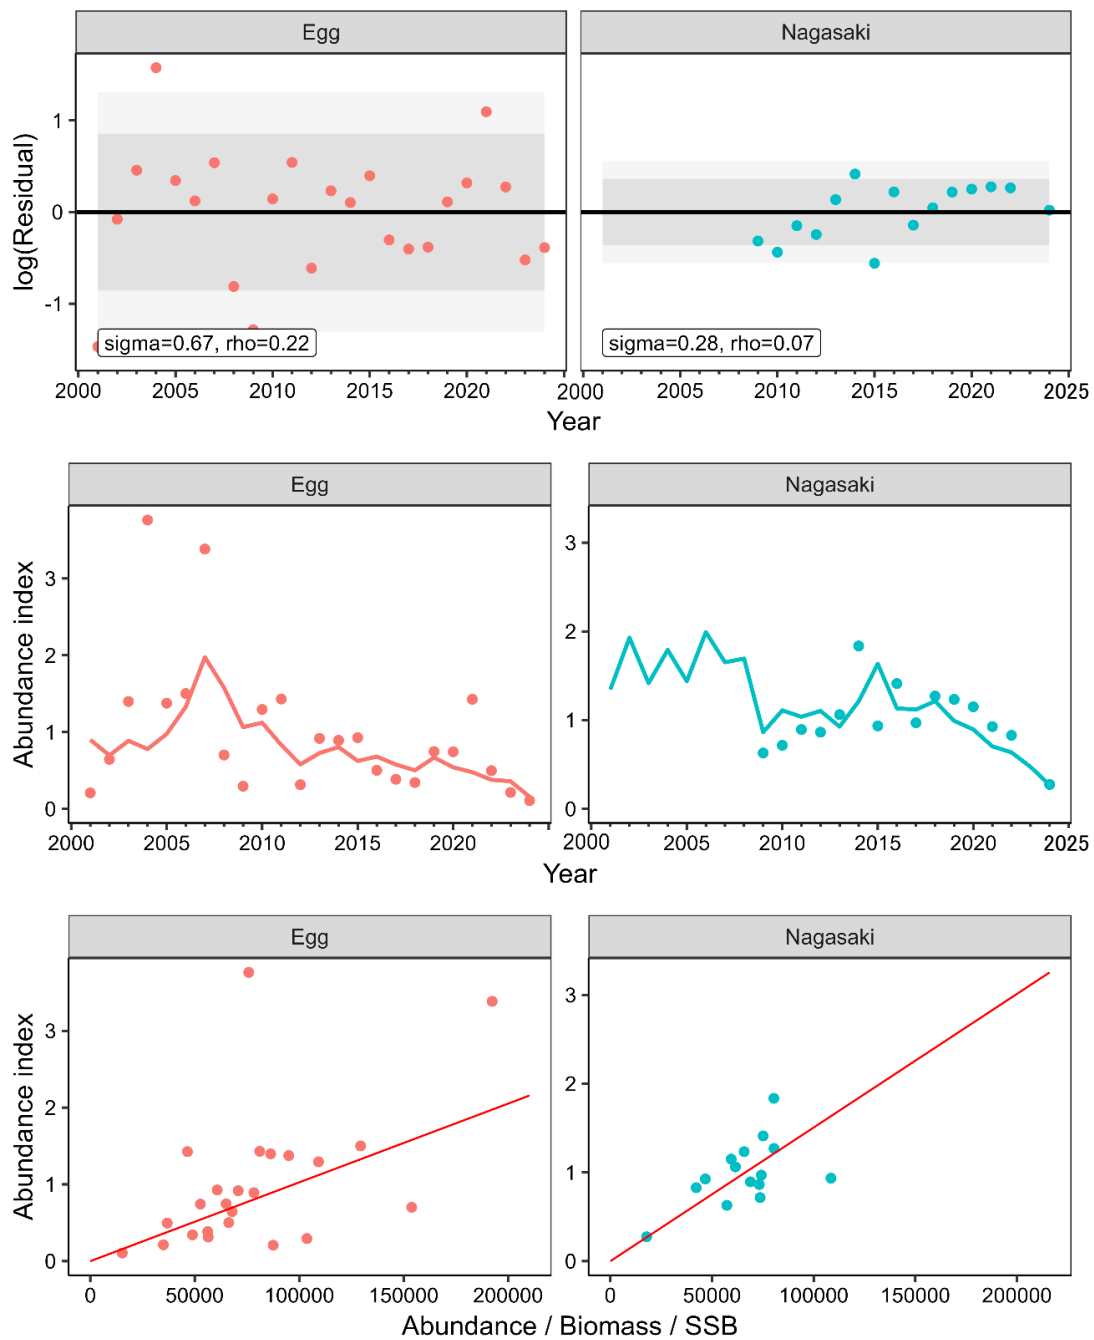 Egg Nagasaki
log(Residual)
1
0
-1
sigma=0.67, rho=0.22 sigma=0.28, rho=0.07
2000 2005 2010 2015 2020 2000 2005 2010 2015 2020 2025
Year
Egg Nagasaki
Abundance index
3 3
2 2
1 1
0 0
2000 2005 2010 2015 2020 2000 2005 2010 2015 2020 2025
Year
Egg Nagasaki
Abundance index
3 3
2 2
1 1
0 0
0 50000 100000 150000 200000 0 50000 100000 150000 200000
Abundance / Biomass / SSB